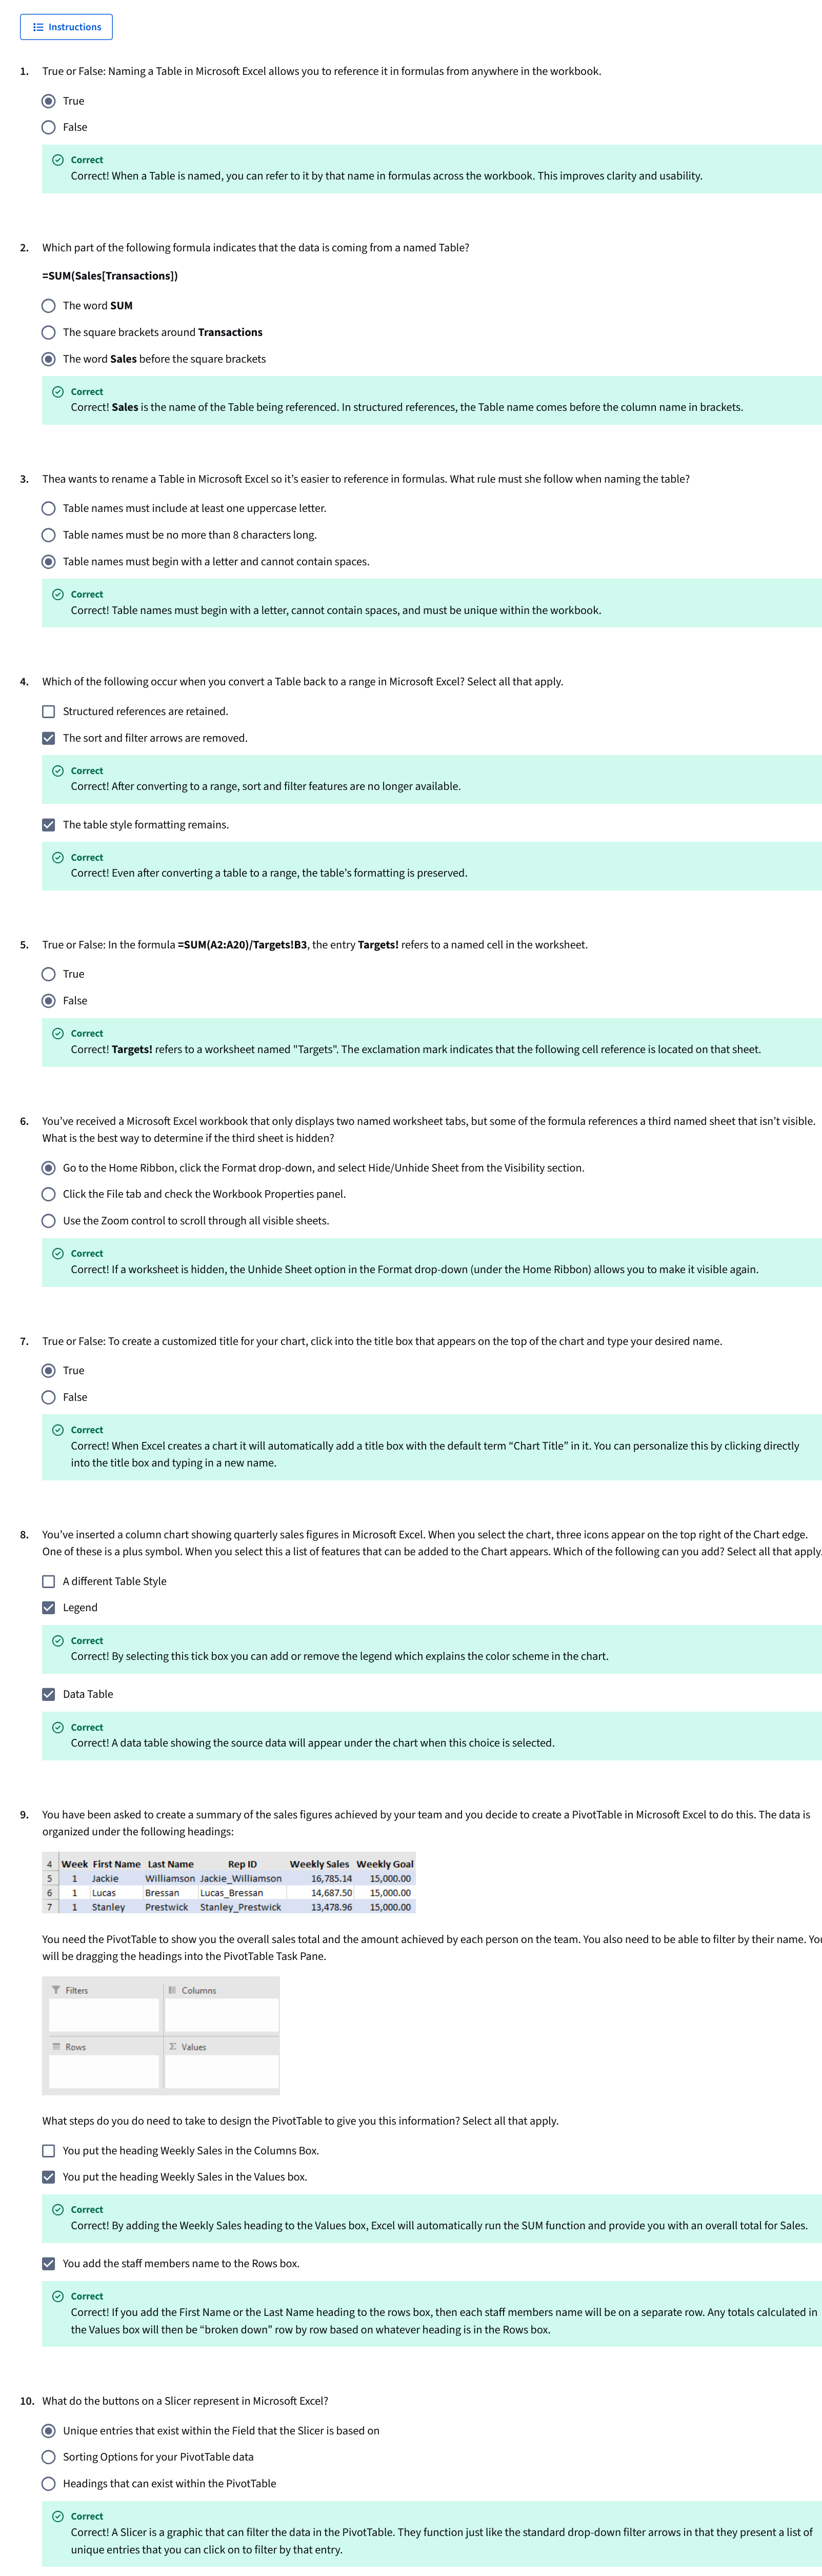 Instructions
1. True or False: Naming a Table in Microsoft Excel allows you to reference it in formulas from anywhere in the workbook.
True
False
Correct
Correct! When a Table is named, you can refer to it by that name in formulas across the workbook. This improves clarity and usability.
2. Which part of the following formula indicates that the data is coming from a named Table?
=SUM(Sales[Transactions])
The word SUM
The square brackets around Transactions
The word Sales before the square brackets
Correct
Correct! Sales is the name of the Table being referenced. In structured references, the Table name comes before the column name in brackets.
3. Thea wants to rename a Table in Microsoft Excel so it's easier to reference in formulas. What rule must she follow when naming the table?
Table names must include at least one uppercase letter.
Table names must be no more than 8 characters long.
Table names must begin with a letter and cannot contain spaces.
Correct
Correct! Table names must begin with a letter, cannot contain spaces, and must be unique within the workbook.
4. Which of the following occur when you convert a Table back to a range in Microsoft Excel? Select all that apply.
Structured references are retained.
The sort and filter arrows are removed.
Correct
Correct! After converting to a range, sort and filter features are no longer available.
The table style formatting remains.
Correct
Correct! Even after converting a table to a range, the table's formatting is preserved.
5. True or False: In the formula =SUM(A2:A20)/Targets!B3, the entry Targets! refers to a named cell in the worksheet.
True
False
Correct
Correct! Targets! refers to a worksheet named "Targets". The exclamation mark indicates that the following cell reference is located on that sheet.
6. You've received a Microsoft Excel workbook that only displays two named worksheet tabs, but some of the formula references a third named sheet that isn't visible.
What is the best way to determine if the third sheet is hidden?
Go to the Home Ribbon, click the Format drop-down, and select Hide/Unhide Sheet from the Visibility section.
Click the File tab and check the Workbook Properties panel.
Use the Zoom control to scroll through all visible sheets.
Correct
Correct! If a worksheet is hidden, the Unhide Sheet option in the Format drop-down (under the Home Ribbon) allows you to make it visible again.
7. True or False: To create a customized title for your chart, click into the title box that appears on the top of the chart and type your desired name.
True
False
Correct
Correct! When Excel creates a chart it will automatically add a title box with the default term “Chart Title” in it. You can personalize this by clicking directly
into the title box and typing in a new name.
8. You've inserted a column chart showing quarterly sales figures in Microsoft Excel. When you select the chart, three icons appear on the top right of the Chart edge.
One of these is a plus symbol. When you select this a list of features that can be added to the Chart appears. Which of the following can you add? Select all that apply.
A different Table Style
Legend
Correct
Correct! By selecting this tick box you can add or remove the legend which explains the color scheme in the chart.
Data Table
Correct
Correct! A data table showing the source data will appear under the chart when this choice is selected.
9. You have been asked to create a summary of the sales figures achieved by your team and you decide to create a PivotTable in Microsoft Excel to do this. The data is
organized under the following headings:
4 Week First Name Last Name Rep ID Weekly Sales Weekly Goal
5 1 Jackie Williamson Jackie_Williamson 16,785.14 15,000.00
6 1 Lucas Bressan Lucas_Bressan 14,687.50 15,000.00
7 1 Stanley Prestwick Stanley_Prestwick 13,478.96 15,000.00
You need the PivotTable to show you the overall sales total and the amount achieved by each person on the team. You also need to be able to filter by their name. You
will be dragging the headings into the PivotTable Task Pane.
Filters Columns
Rows Σ Values
What steps do you do need to take to design the PivotTable to give you this information? Select all that apply.
You put the heading Weekly Sales in the Columns Box.
You put the heading Weekly Sales in the Values box.
Correct
Correct! By adding the Weekly Sales heading to the Values box, Excel will automatically run the SUM function and provide you with an overall total for Sales.
You add the staff members name to the Rows box.
Correct
Correct! If you add the First Name or the Last Name heading to the rows box, then each staff members name will be on a separate row. Any totals calculated in
the Values box will then be “broken down” row by row based on whatever heading is in the Rows box.
10. What do the buttons on a Slicer represent in Microsoft Excel?
Unique entries that exist within the Field that the Slicer is based on
Sorting Options for your PivotTable data
Headings that can exist within the PivotTable
Correct
Correct! A Slicer is a graphic that can filter the data in the PivotTable. They function just like the standard drop-down filter arrows in that they present a list of
unique entries that you can click on to filter by that entry.